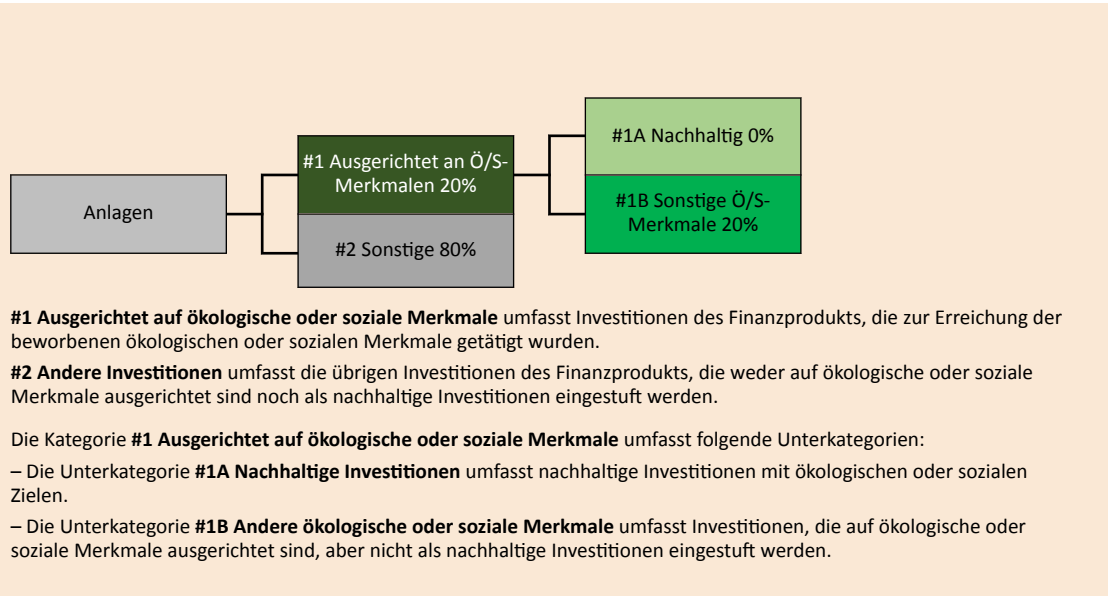 Anlagen
#1 Ausgerichtet an Ö/S-
Merkmalen 20%
#2 Sonstige 80%
#1A Nachhaltig 0%
#1B Sonstige Ö/S-
Merkmale 20%
#1 Ausgerichtet auf ökologische oder soziale Merkmale umfasst Investitionen des Finanzprodukts, die zur Erreichung der
beworbenen ökologischen oder sozialen Merkmale getätigt wurden.
#2 Andere Investitionen umfasst die übrigen Investitionen des Finanzprodukts, die weder auf ökologische oder soziale
Merkmale ausgerichtet sind noch als nachhaltige Investitionen eingestuft werden.
Die Kategorie #1 Ausgerichtet auf ökologische oder soziale Merkmale umfasst folgende Unterkategorien:
– Die Unterkategorie #1A Nachhaltige Investitionen umfasst nachhaltige Investitionen mit ökologischen oder sozialen
Zielen.
– Die Unterkategorie #1B Andere ökologische oder soziale Merkmale umfasst Investitionen, die auf ökologische oder
soziale Merkmale ausgerichtet sind, aber nicht als nachhaltige Investitionen eingestuft werden.